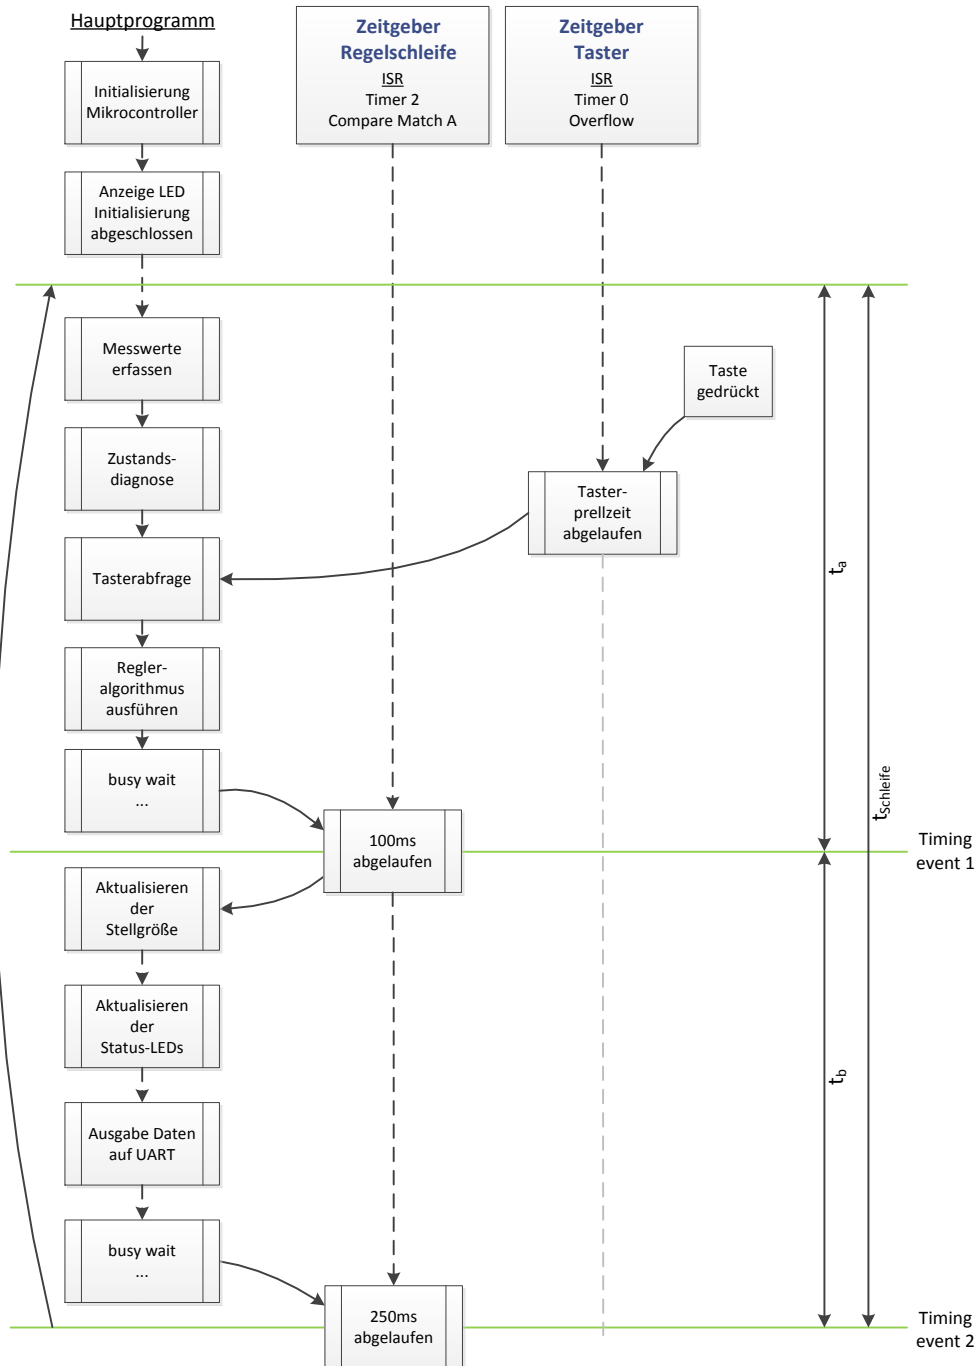 Hauptprogramm
Zeitgeber
Regelschleife
ISR
Timer 2
Compare Match A
Zeitgeber
Taster
ISR
Timer 0
Overflow
Initialisierung
Mikrocontroller
Anzeige LED
Initialisierung
abgeschlossen
Messwerte
erfassen
Taste
gedrückt
Zustands-
diagnose
Taster-
prellzeit
abgelaufen
Tasterabfrage
ta
Regler-
algorithmus
ausführen
busy wait
...
tSchleife
100ms
abgelaufen
Timing
event 1
Aktualisieren
der
Stellgröße
Aktualisieren
der
Status-LEDs
tb
Ausgabe Daten
auf UART
busy wait
...
250ms
abgelaufen
Timing
event 2